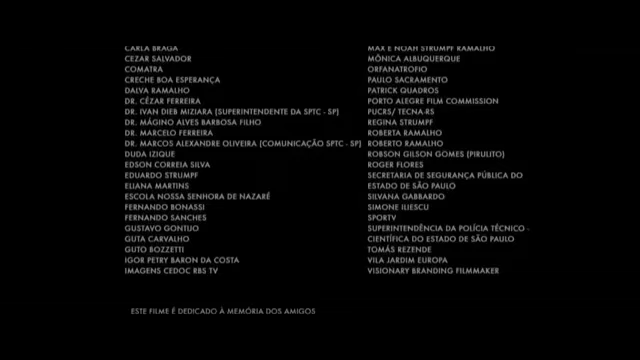 CARLA BRAGA
CEZAR SALVADOR
COMATRA
CRECHE BOA ESPERANÇA
DALVA RAMALHO
DR. CÉZAR FERREIRA
DR. IVAN DIEB MIZIARA (SUPERINTENDENTE DA SPTC - SP)
DR. MÁGINO ALVES BARBOSA FILHO
DR. MARCELO FERREIRA
DR. MARCOS ALEXANDRE OLIVEIRA (COMUNICAÇÃO SPTC - SP)
DUDA IZIQUE
EDSON CORREIA SILVA
EDUARDO STRUMPF
ELIANA MARTINS
ESCOLA NOSSA SENHORA DE NAZARÉ
FERNANDO BONASSI
FERNANDO SANCHES
GUSTAVO GONTIJO
GUTA CARVALHO
GUTO BOZZETTI
IGOR PETRY BARON DA COSTA
IMAGENS CEDOC RBS TV
MAX E NOAH STRUMPF RAMALHO
MÔNICA ALBUQUERQUE
ORFANATROFIO
PAULO SACRAMENTO
PATRICK QUADROS
PORTO ALEGRE FILM COMMISSION
PUCRS/ TECNA-RS
REGINA STRUMPF
ROBERTA RAMALHO
ROBERTO RAMALHO
ROBSON GILSON GOMES (PIRULITO)
ROGER FLORES
SECRETARIA DE SEGURANÇA PÚBLICA DO
ESTADO DE SÃO PAULO
SILVANA GABBARDO
SIMONE ILIESCU
SPORTV
SUPERINTENDÊNCIA DA POLÍCIA TÉCNICO -
CIENTÍFICA DO ESTADO DE SÃO PAULO
TOMÁS REZENDE
VILA JARDIM EUROPA
VISIONARY BRANDING FILMMAKER
ESTE FILME É DEDICADO À MEMÓRIA DOS AMIGOS